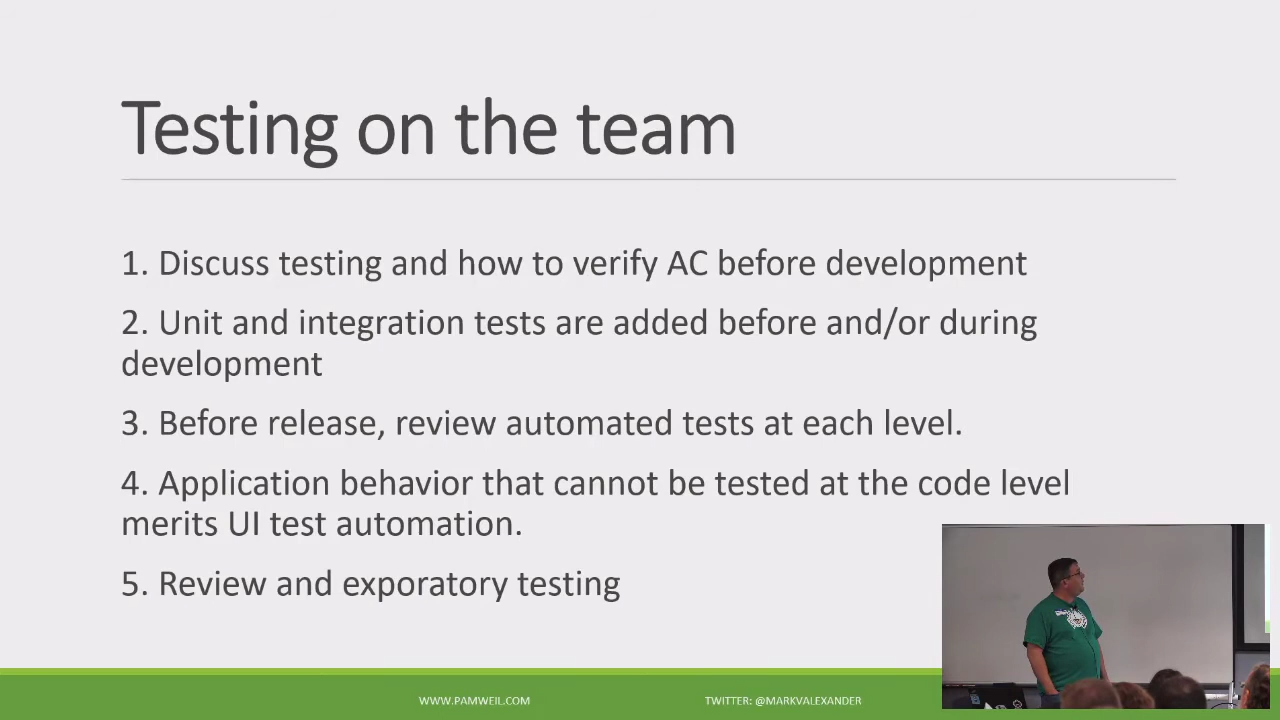 Testing on the team
1. Discuss testing and how to verify AC before development
2. Unit and integration tests are added before and/or during
development
3. Before release, review automated tests at each level.
4. Application behavior that cannot be tested at the code level
merits UI test automation.
5. Review and exporatory testing
WWW.PAMWEIL.COM
TWITTER: @MARKVALEXANDER